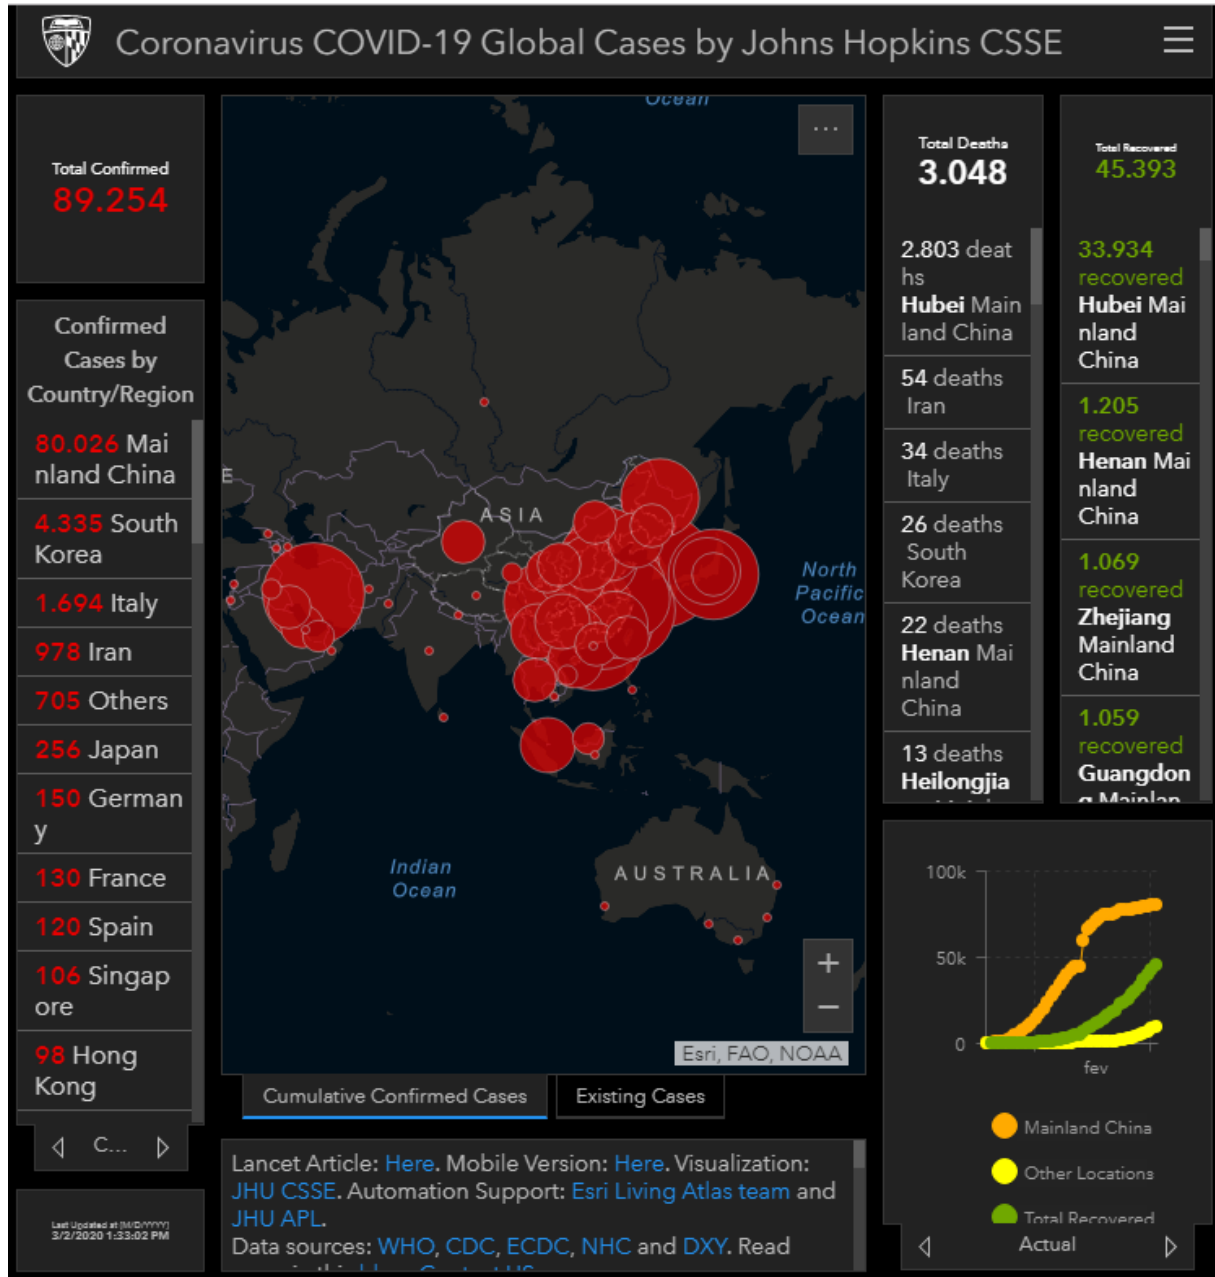 Coronavirus COVID-19 Global Cases by Johns Hopkins CSSE
Total Confirmed
89.254
Confirmed
Cases by
Country/Region
80.026 Mai
nland China
4.335 South
Korea
1.694 Italy
978 Iran
705 Others
256 Japan
150 German
y
130 France
120 Spain
106 Singap
ore
98 Hong
Kong
C...
Last Updated at (M/D/YYYY)
3/2/2020 1:33:02 PM
Ocean
...
E
ASIA
North
Pacific
Ocean
Indian
Ocean
AUSTRALIA
+
−
Esri, FAO, NOAA
Cumulative Confirmed Cases
Existing Cases
Lancet Article: Here. Mobile Version: Here. Visualization:
JHU CSSE. Automation Support: Esri Living Atlas team and
JHU APL.
Data sources: WHO, CDC, ECDC, NHC and DXY. Read
Total Deaths
3.048
2.803 deat
hs
Hubei Main
land China
54 deaths
Iran
34 deaths
Italy
26 deaths
South
Korea
22 deaths
Henan Mai
nland
China
13 deaths
Heilongjia
Total Recovered
45.393
33.934
recovered
Hubei Mai
nland
China
1.205
recovered
Henan Mai
nland
China
1.069
recovered
Zhejiang
Mainland
China
1.059
recovered
Guangdon
g Mainlan
100k
50k
0
fev
Mainland China
Other Locations
Total Recovered
Actual